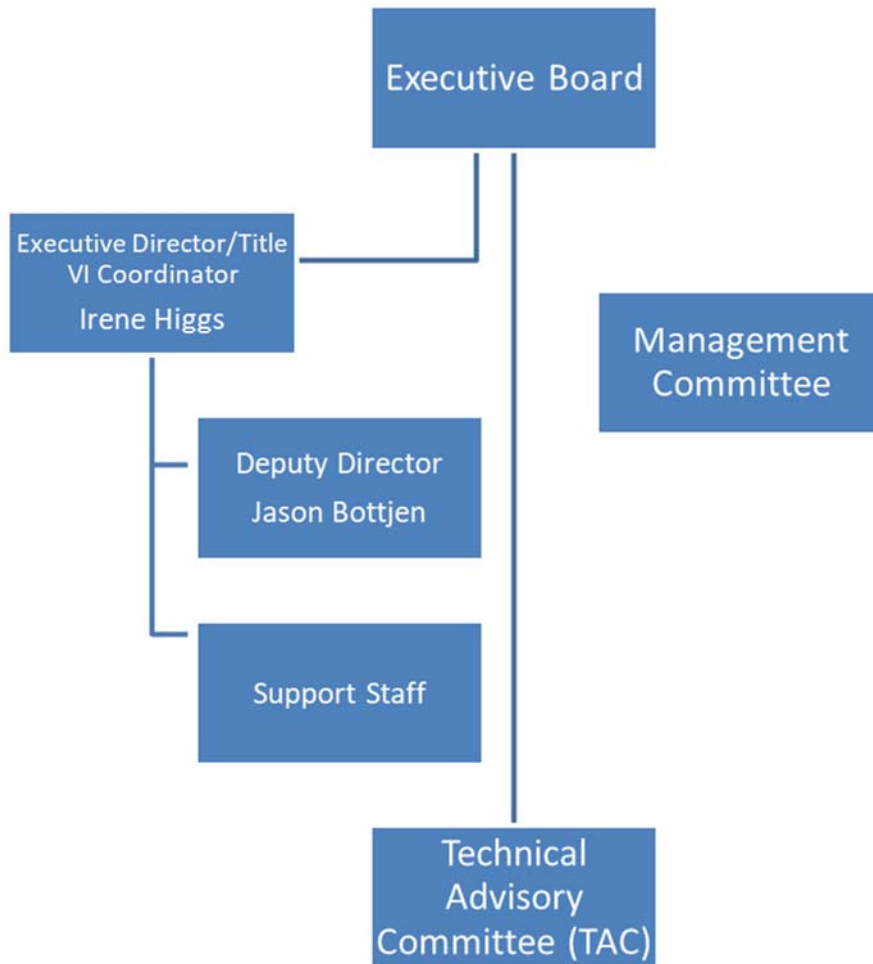 Executive Board
Executive Director/Title
VI Coordinator
Irene Higgs
Management
Committee
Deputy Director
Jason Bottjen
Support Staff
Technical
Advisory
Committee (TAC)